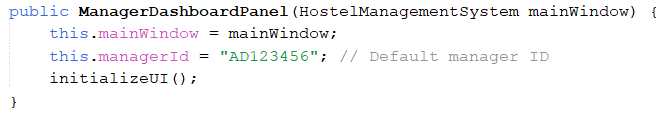 public ManagerDashboardPanel(HostelManagementSystem mainWindow) {
    this.mainWindow = mainWindow;
    this.managerId = "AD123456"; // Default manager ID
    initializeUI();
}